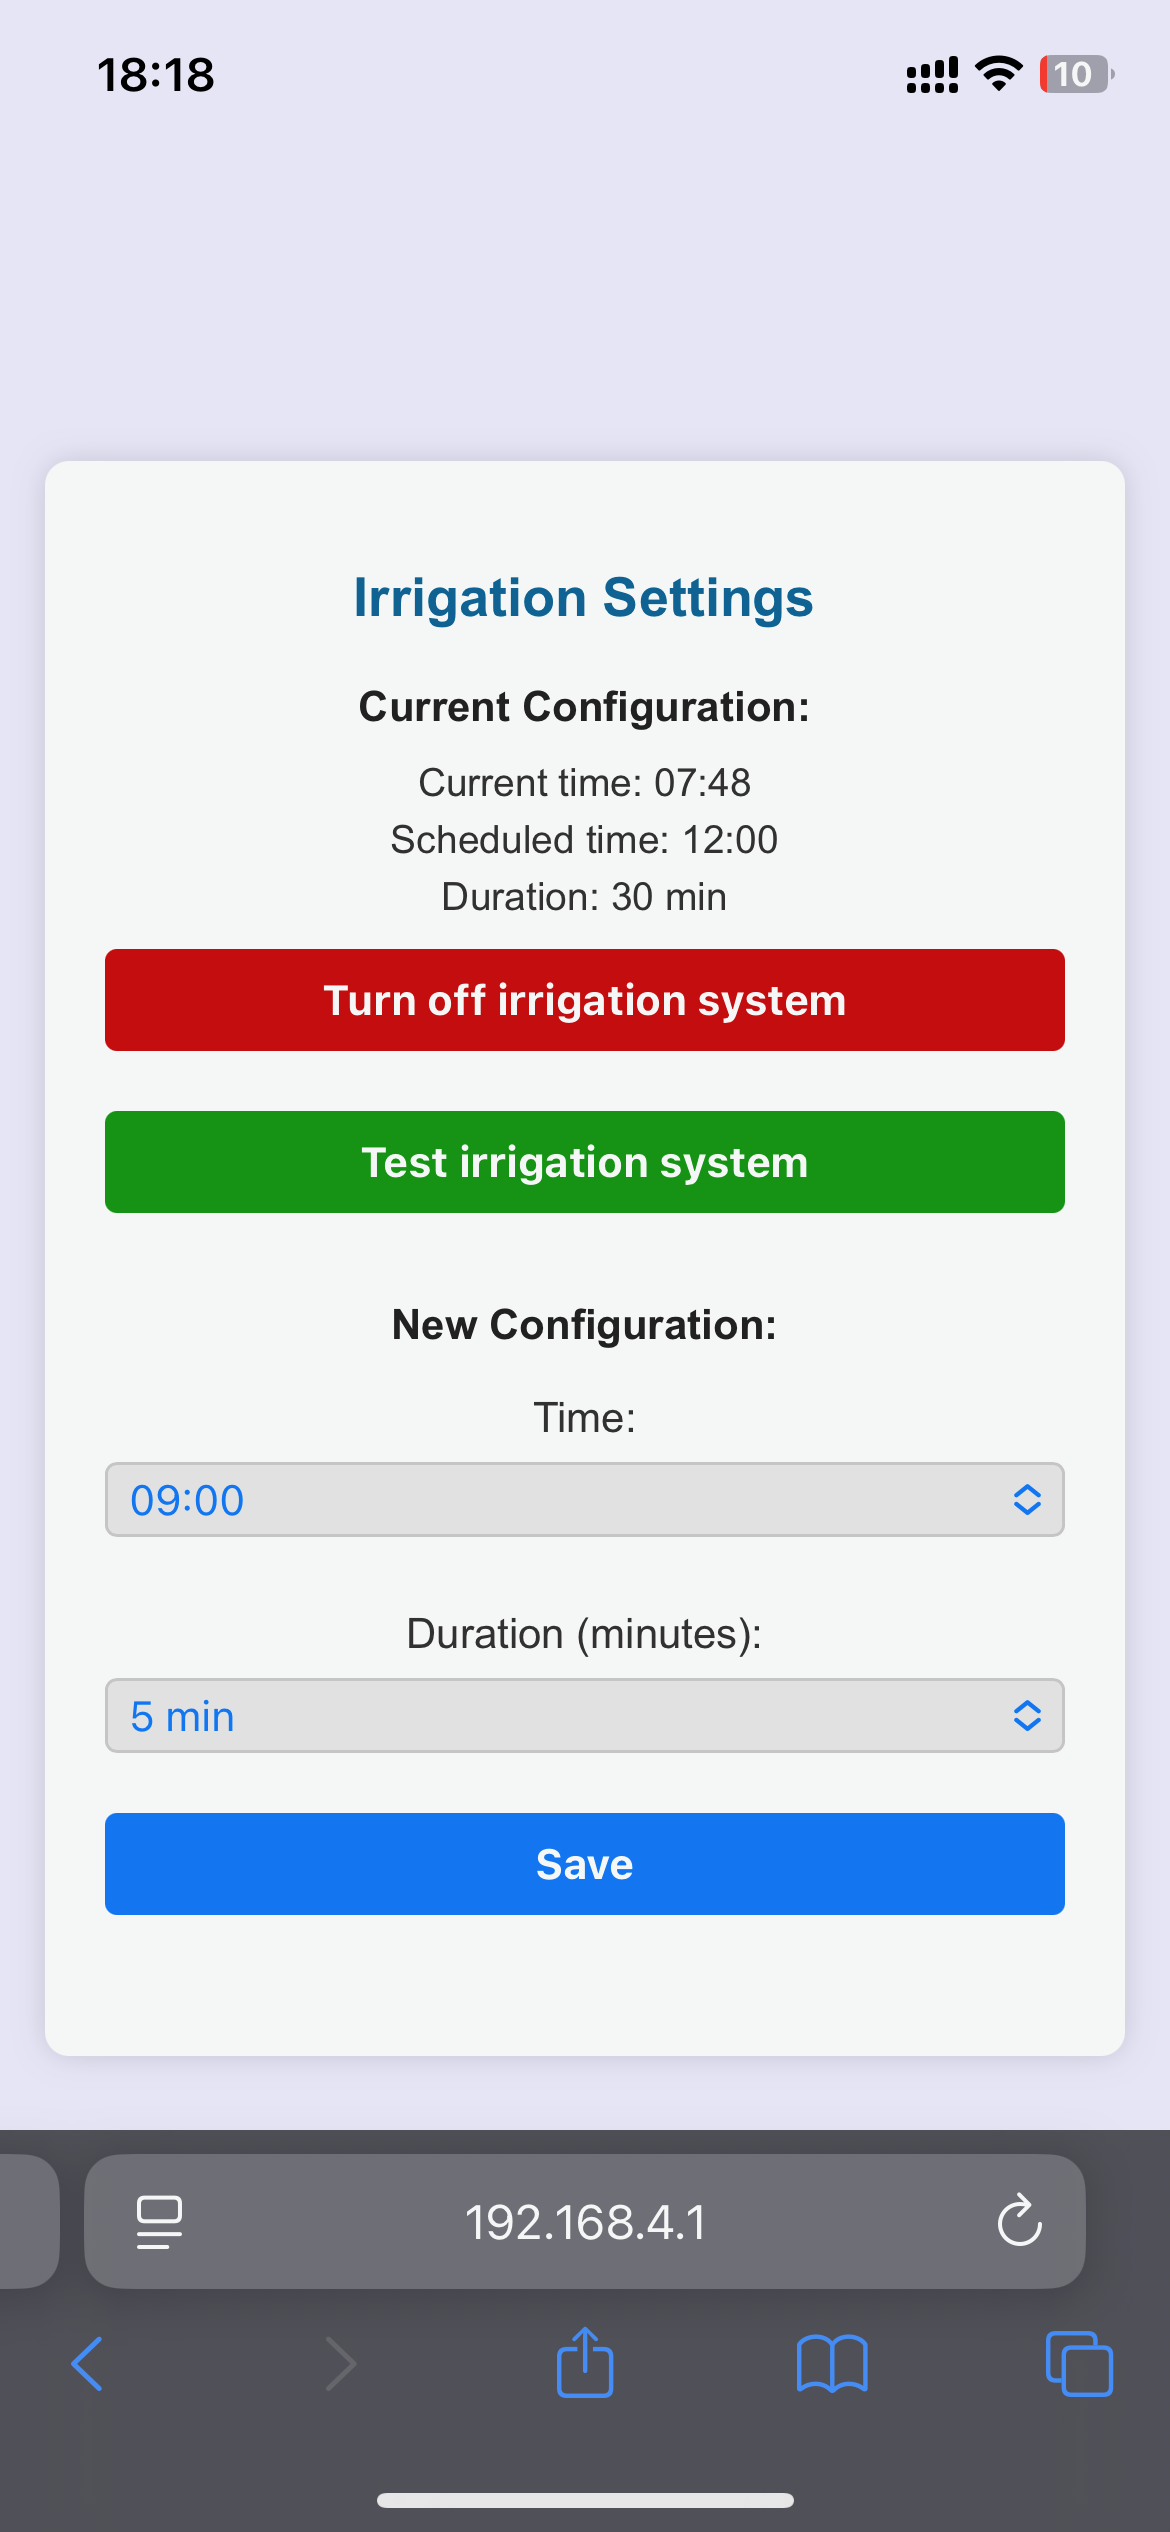 18:18
10
Irrigation Settings
Current Configuration:
Current time: 07:48
Scheduled time: 12:00
Duration: 30 min
Turn off irrigation system
Test irrigation system
New Configuration:
Time:
09:00
Duration (minutes):
5 min
Save
192.168.4.1